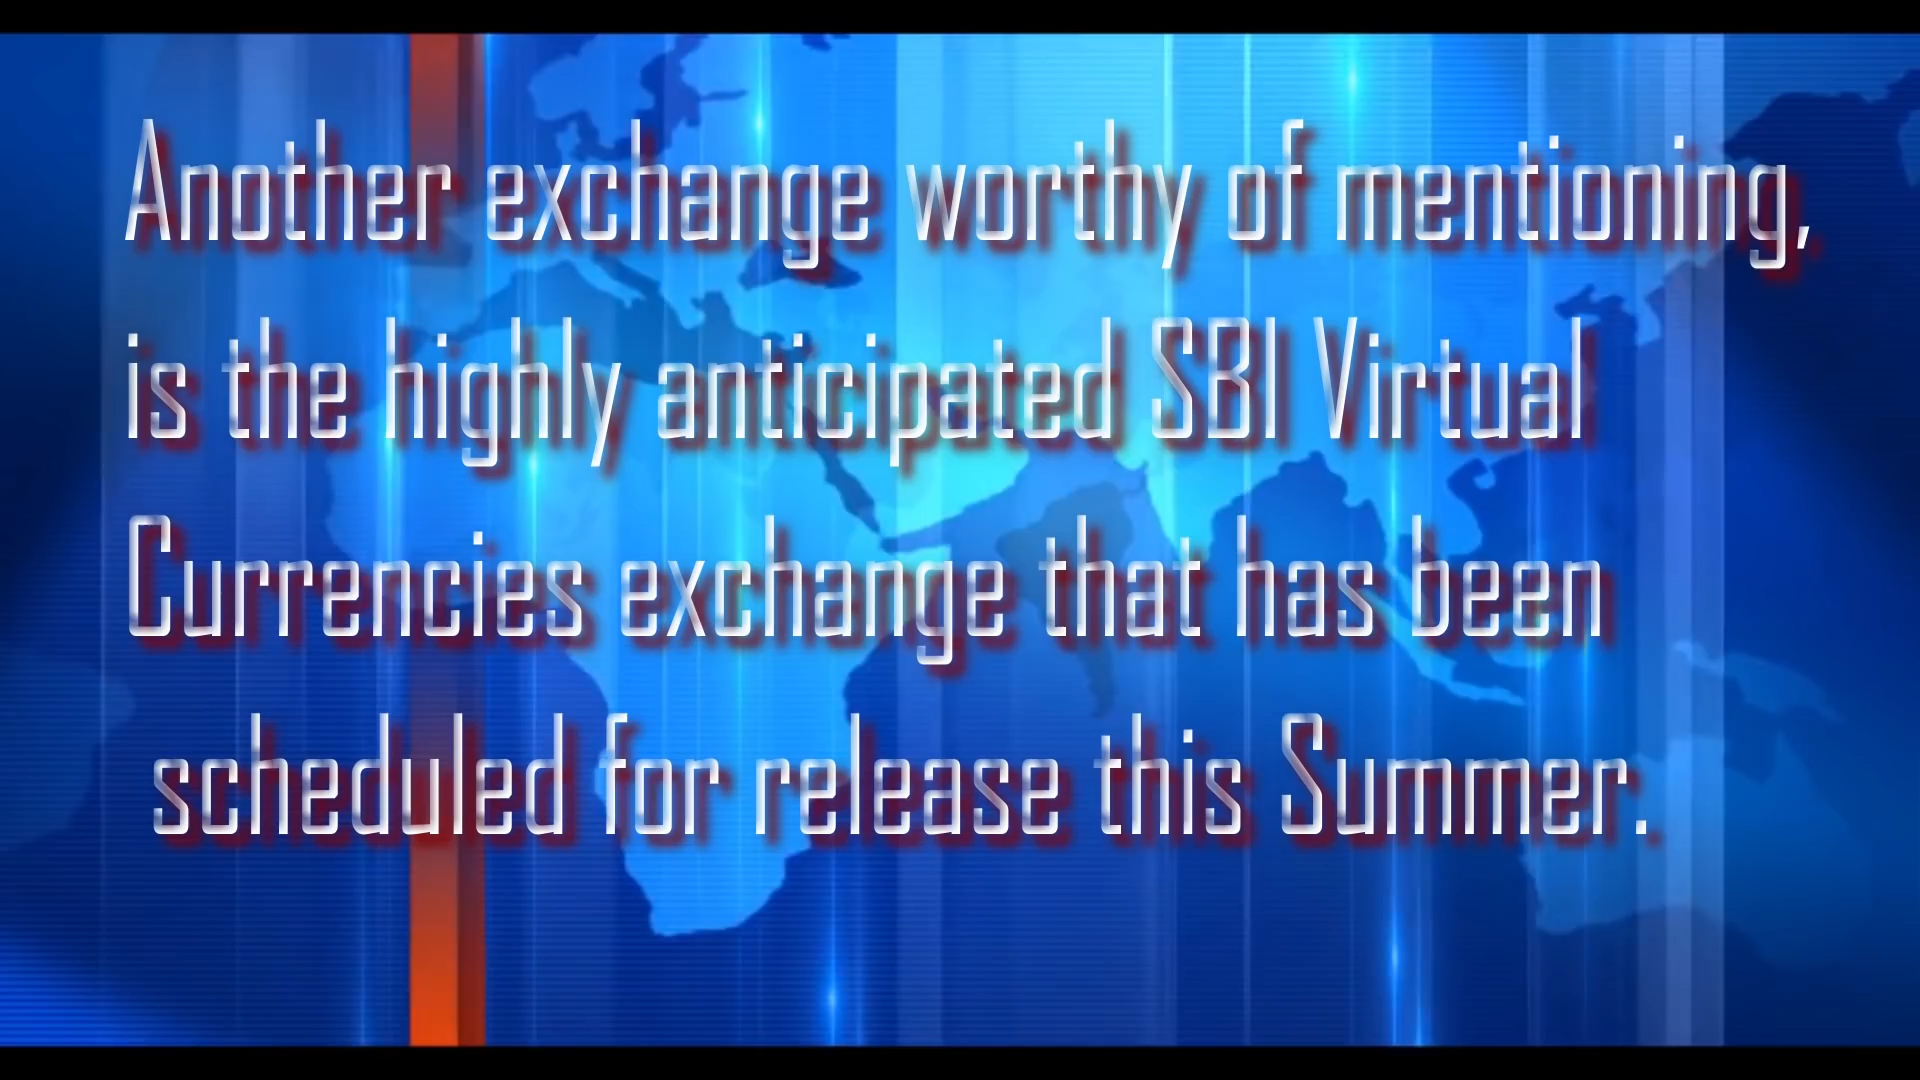 Another exchange worthy of mentioning,
is the highly anticipated SBI Virtual
Currencies exchange that has been
scheduled for release this Summer.